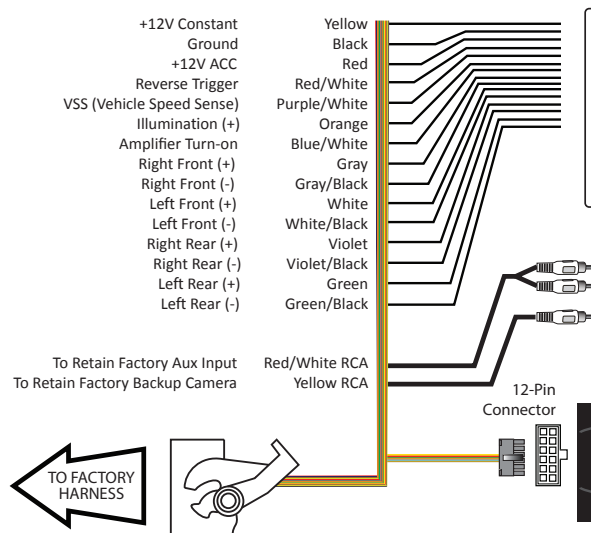 +12V Constant Yellow
Ground Black
+12V ACC Red
Reverse Trigger Red/White
VSS (Vehicle Speed Sense) Purple/White
Illumination (+) Orange
Amplifier Turn-on Blue/White
Right Front (+) Gray
Right Front (-) Gray/Black
Left Front (+) White
Left Front (-) White/Black
Right Rear (+) Violet
Right Rear (-) Violet/Black
Left Rear (+) Green
Left Rear (-) Green/Black
To Retain Factory Aux Input Red/White RCA
To Retain Factory Backup Camera Yellow RCA
12-Pin
Connector
TO FACTORY
HARNESS